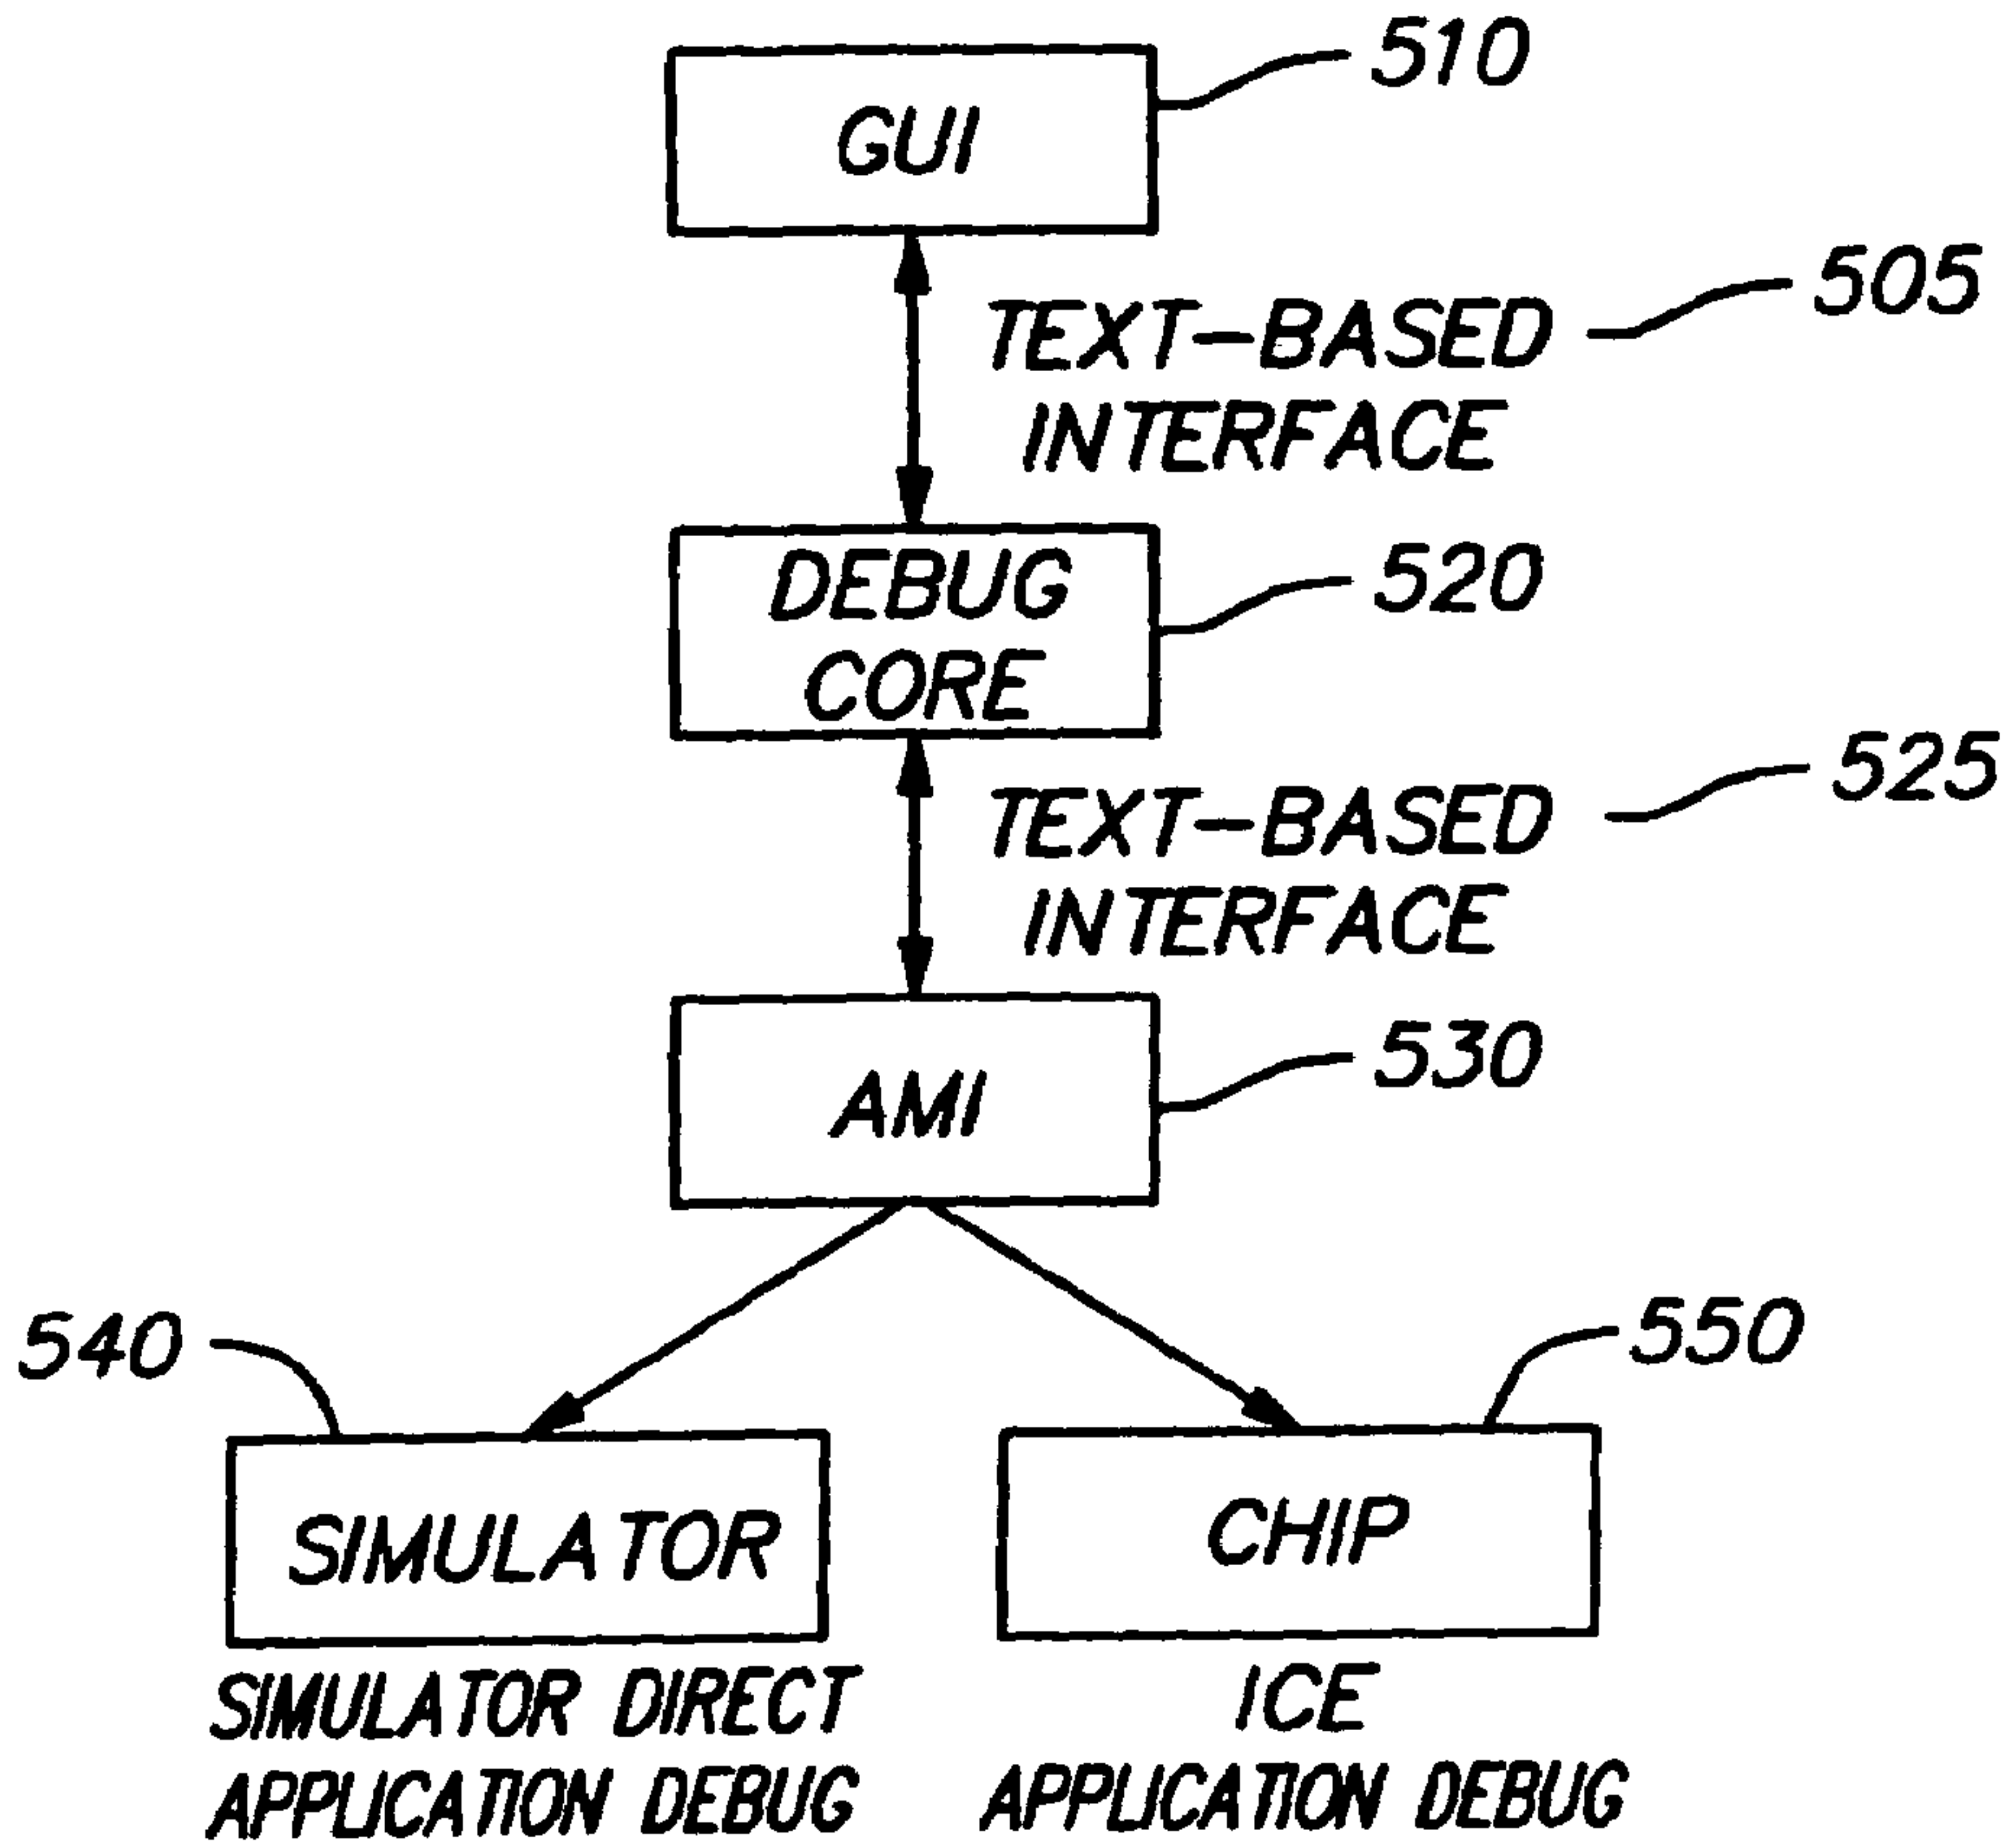 510
GUI
505
TEXT-BASED
INTERFACE
520
DEBUG
CORE
525
TEXT-BASED
INTERFACE
530
AMI
540
550
SIMULATOR
CHIP
SIMULATOR DIRECT
APPLICATION DEBUG
ICE
APPLICATION DEBUG